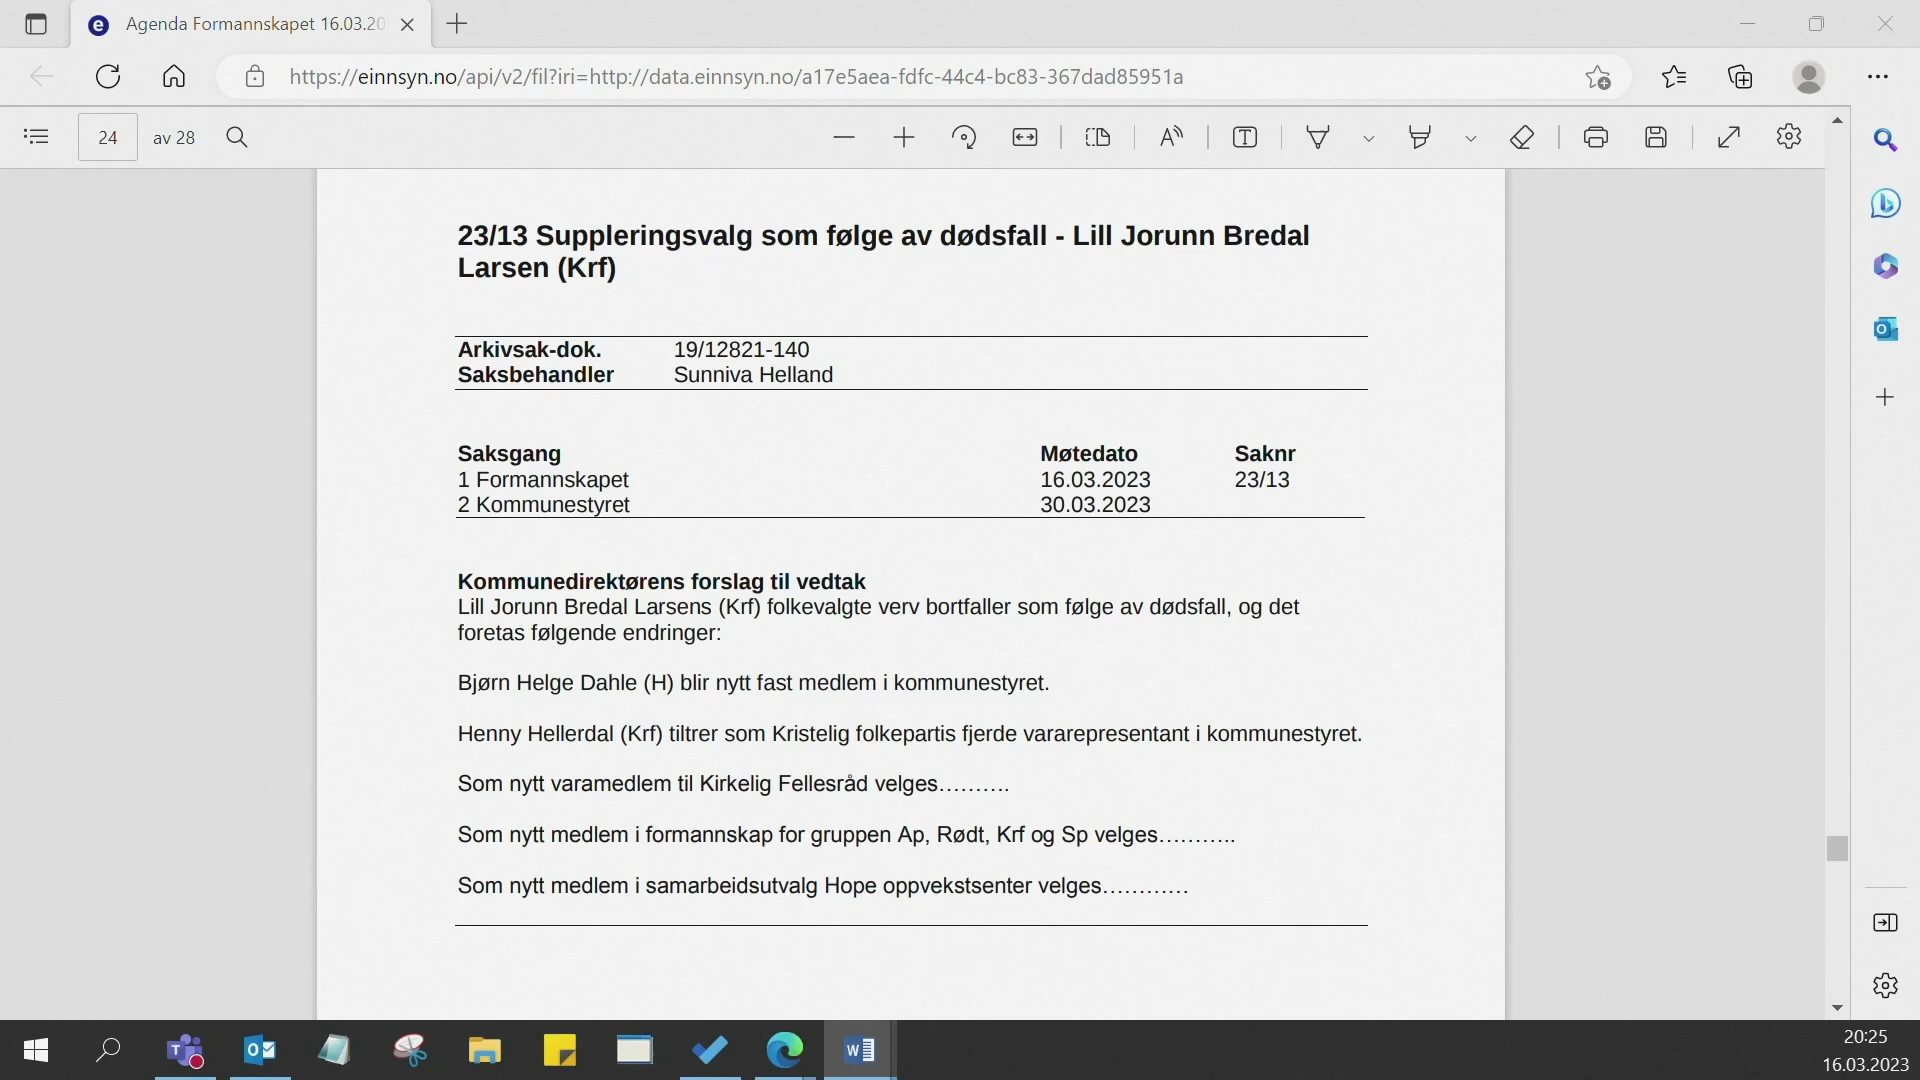 Agenda Formannskapet 16.03.20
https://einnsyn.no/api/v2/fil?iri=http://data.einnsyn.no/a17e5aea-fdfc-44c4-bc83-367dad85951a
24 av 28
23/13 Suppleringsvalg som følge av dødsfall - Lill Jorunn Bredal
Larsen (Krf)
Arkivsak-dok. 19/12821-140
Saksbehandler Sunniva Helland
Saksgang Møtedato Saknr
1 Formannskapet 16.03.2023 23/13
2 Kommunestyret 30.03.2023
Kommunedirektørens forslag til vedtak
Lill Jorunn Bredal Larsens (Krf) folkevalgte verv bortfaller som følge av dødsfall, og det
foretas følgende endringer:
Bjørn Helge Dahle (H) blir nytt fast medlem i kommunestyret.
Henny Hellerdal (Krf) tiltrer som Kristelig folkepartis fjerde vararepresentant i kommunestyret.
Som nytt varamedlem til Kirkelig Fellesråd velges……….
Som nytt medlem i formannskap for gruppen Ap, Rødt, Krf og Sp velges………..
Som nytt medlem i samarbeidsutvalg Hope oppvekstsenter velges…………
20:25
16.03.2023